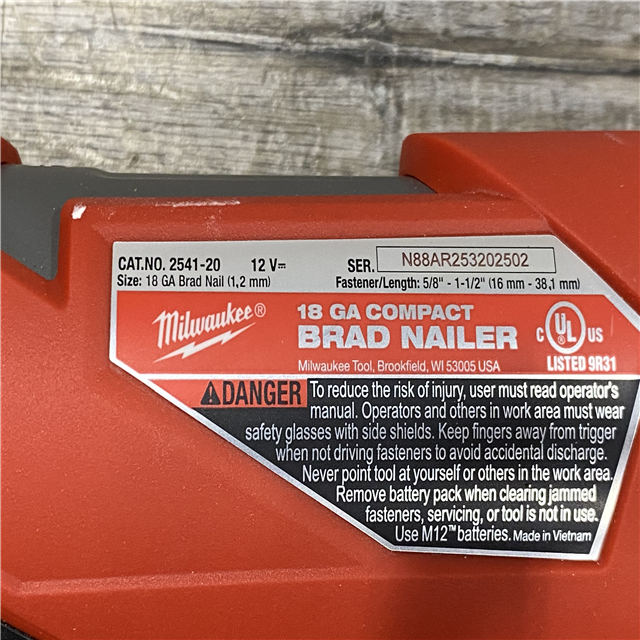 CAT.NO. 2541-20 12 V⎓ SER. N88AR253202502
Size: 18 GA Brad Nail (1,2 mm) Fastener/Length: 5/8" - 1-1/2" (16 mm - 38,1 mm)
Milwaukee®
18 GA COMPACT
BRAD NAILER
Milwaukee Tool, Brookfield, WI 53005 USA
C UL® US
LISTED 9R31
⚠DANGER To reduce the risk of injury, user must read operator's
manual. Operators and others in work area must wear
safety glasses with side shields. Keep fingers away from trigger
when not driving fasteners to avoid accidental discharge.
Never point tool at yourself or others in the work area.
Remove battery pack when clearing jammed
fasteners, servicing, or tool is not in use.
Use M12™ batteries. Made in Vietnam